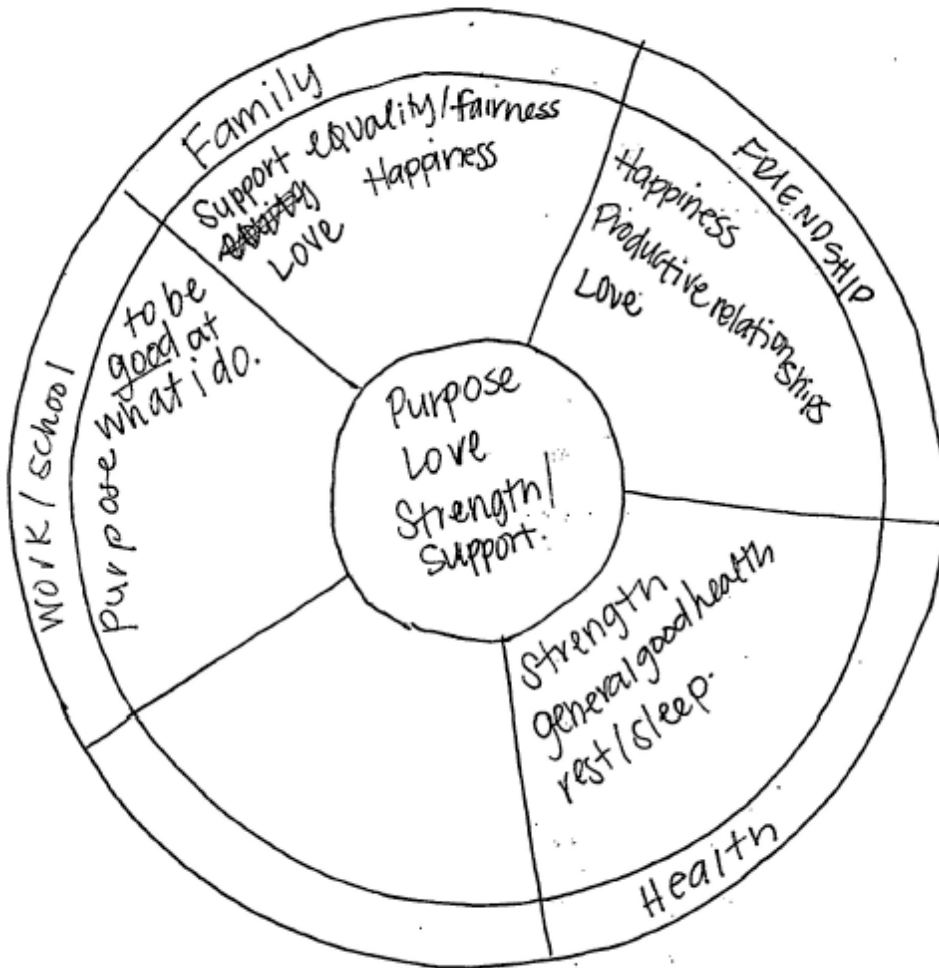 Family
Support equality/fairness
Happiness
Love
FRIENDSHIP
Happiness
Productive relationships
Love
Work/school
to be
good at
what i do.
purpose
Purpose
Love
Strength/
support.
Strength
general good health
rest/sleep.
Health